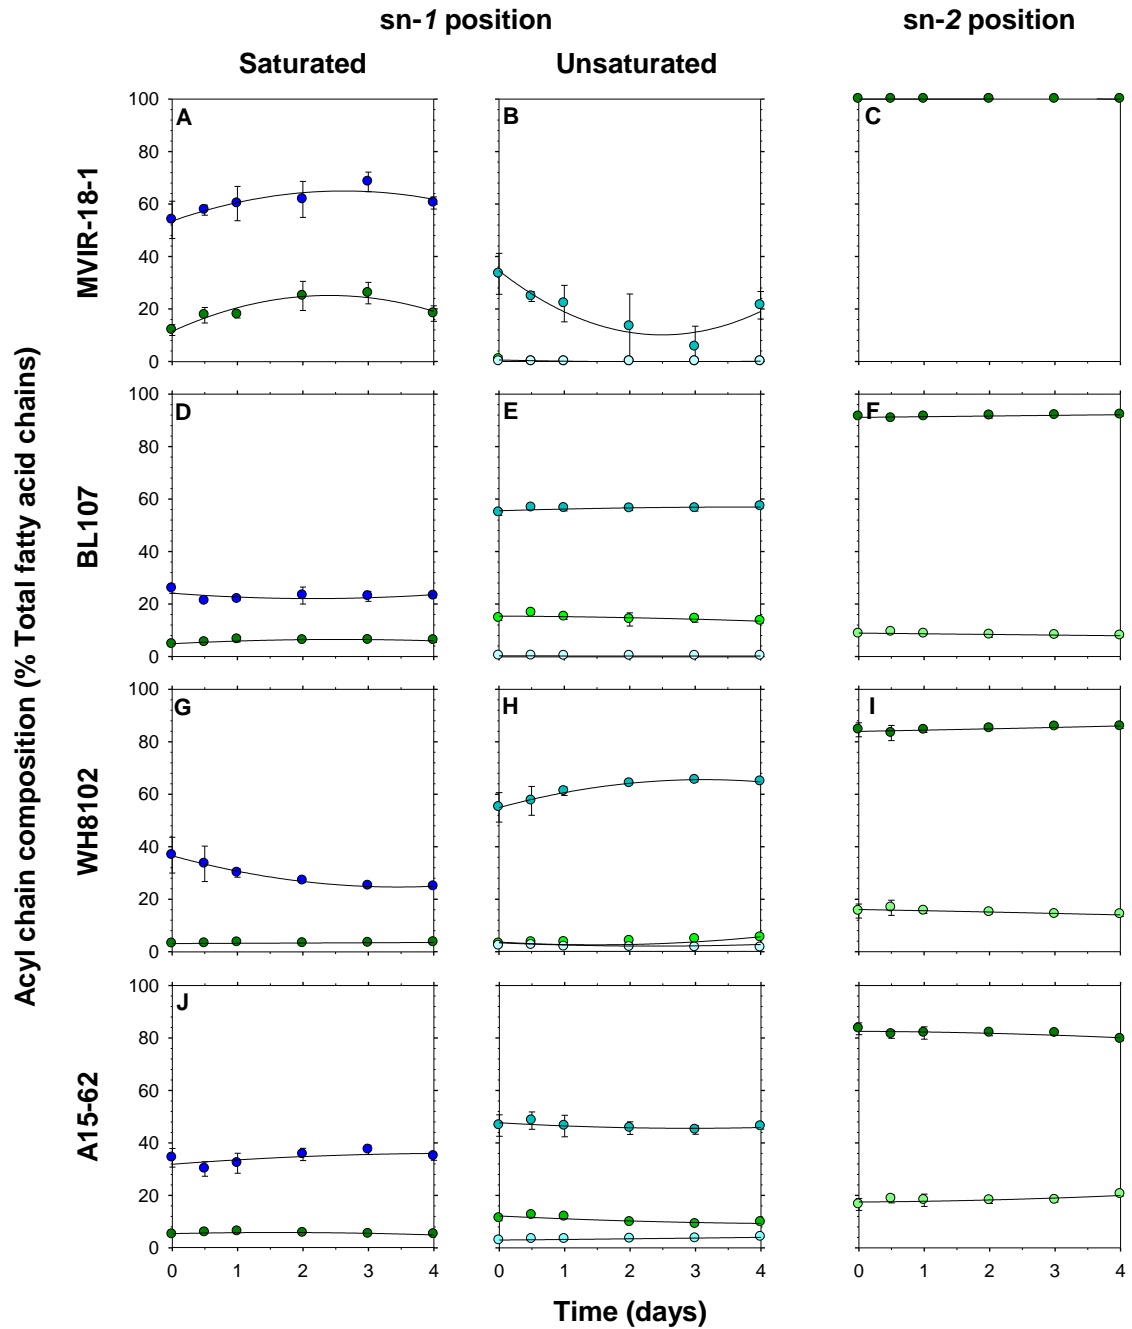 sn-1 position
sn-2 position
Saturated
Unsaturated
Acyl chain composition (% Total fatty acid chains)
MVIR-18-1
100
80
60
40
20
0
A
B
C
BL107
100
80
60
40
20
0
D
E
F
WH8102
100
80
60
40
20
0
G
H
I
A15-62
100
80
60
40
20
0
J
0 1 2 3 4
0 1 2 3 4
0 1 2 3 4
Time (days)